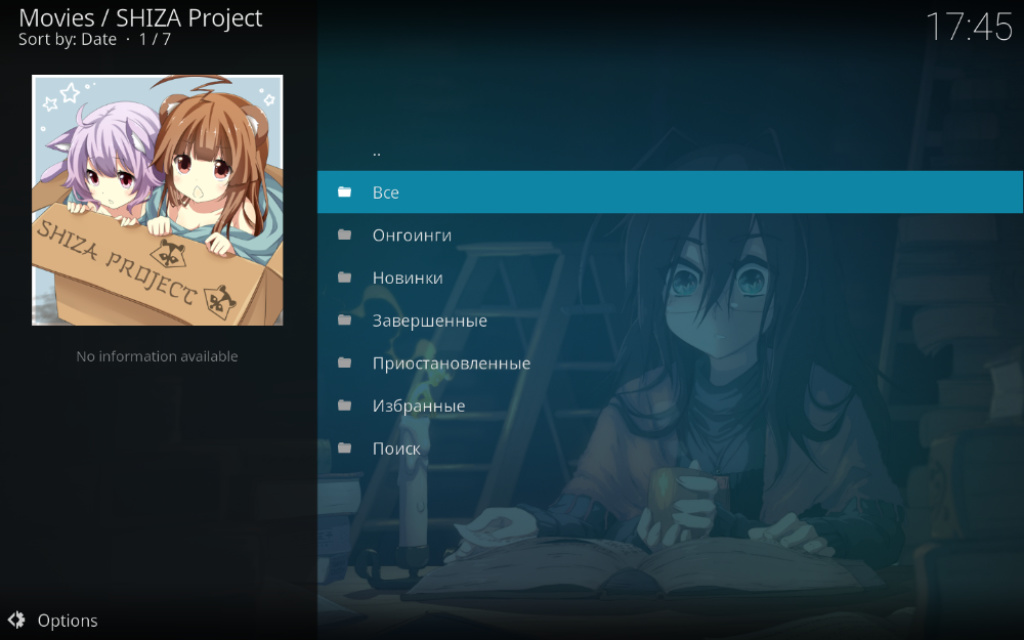 Movies / SHIZA Project
Sort by: Date · 1 / 7
17:45
SHIZA PROJECT
No information available
..
Все
Онгоинги
Новинки
Завершенные
Приостановленные
Избранные
Поиск
Options